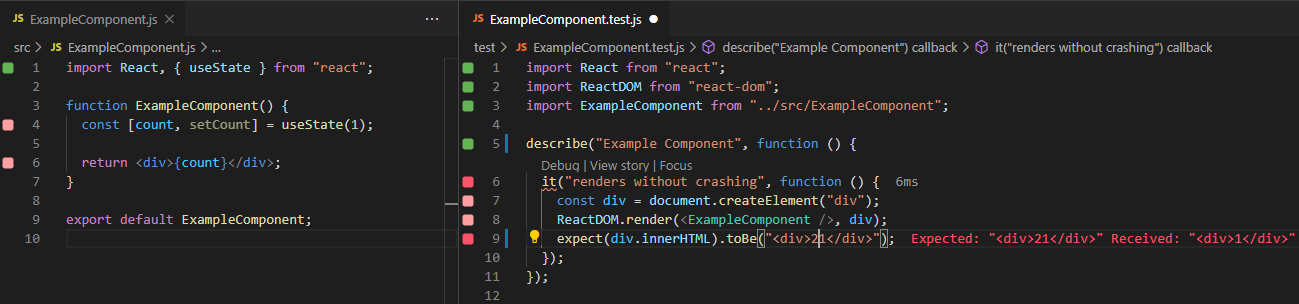 JS ExampleComponent.js ×
src > JS ExampleComponent.js > ...
1 import React, { useState } from "react";
2
3 function ExampleComponent() {
4 const [count, setCount] = useState(1);
5
6 return <div>{count}</div>;
7 }
8
9 export default ExampleComponent;
10
JS ExampleComponent.test.js ●
test > JS ExampleComponent.test.js > describe("Example Component") callback > it("renders without crashing") callback
1 import React from "react";
2 import ReactDOM from "react-dom";
3 import ExampleComponent from "../src/ExampleComponent";
4
5 describe("Example Component", function () {
Debug | View story | Focus
6 it("renders without crashing", function () { 6ms
7 const div = document.createElement("div");
8 ReactDOM.render(<ExampleComponent />, div);
9 expect(div.innerHTML).toBe("<div>21</div>"); Expected: "<div>21</div>" Received: "<div>1</div>"
10 });
11 });
12